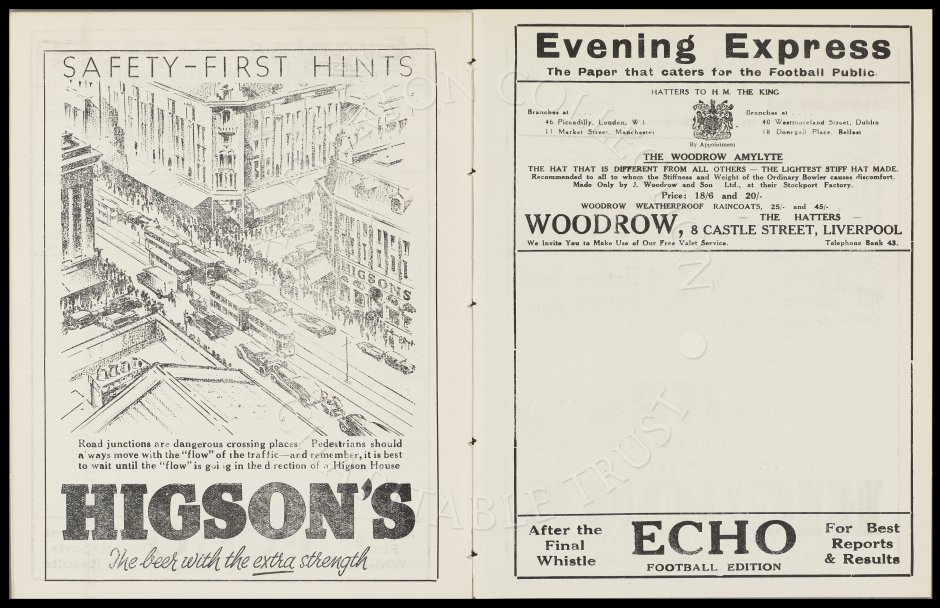 SAFETY-FIRST HINTS
HIGSONS
Road junctions are dangerous crossing places Pedestrians should
a'ways move with the "flow" of the traffic—and remember, it is best
to wait until the "flow" is going in the d rection of a Higson House
HIGSON'S
The beer with the extra strength
Evening Express
The Paper that caters for the Football Public
HATTERS TO H M. THE KING
Branches at
46 Piccadilly, London, W 1
11 Market Street, Manchester
By Appointment
Branches at
40 Westmoreland Street, Dublin
18 Donegall Place Belfast
THE WOODROW AMYLYTE
THE HAT THAT IS DIFFERENT FROM ALL OTHERS — THE LIGHTEST STIFF HAT MADE.
Recommended to all to whom the Stiffness and Weight of the Ordinary Bowler causes discomfort.
Made Only by J. Woodrow and Son Ltd., at their Stockport Factory.
Price: 18/6 and 20/-
WOODROW WEATHERPROOF RAINCOATS, 25/- and 45/-
WOODROW, — THE HATTERS —
8 CASTLE STREET, LIVERPOOL
We Invite You to Make Use of Our Free Valet Service.
Telephone Bank 43.
After the
Final
Whistle
ECHO
FOOTBALL EDITION
For Best
Reports
& Results
TABLE TRUST